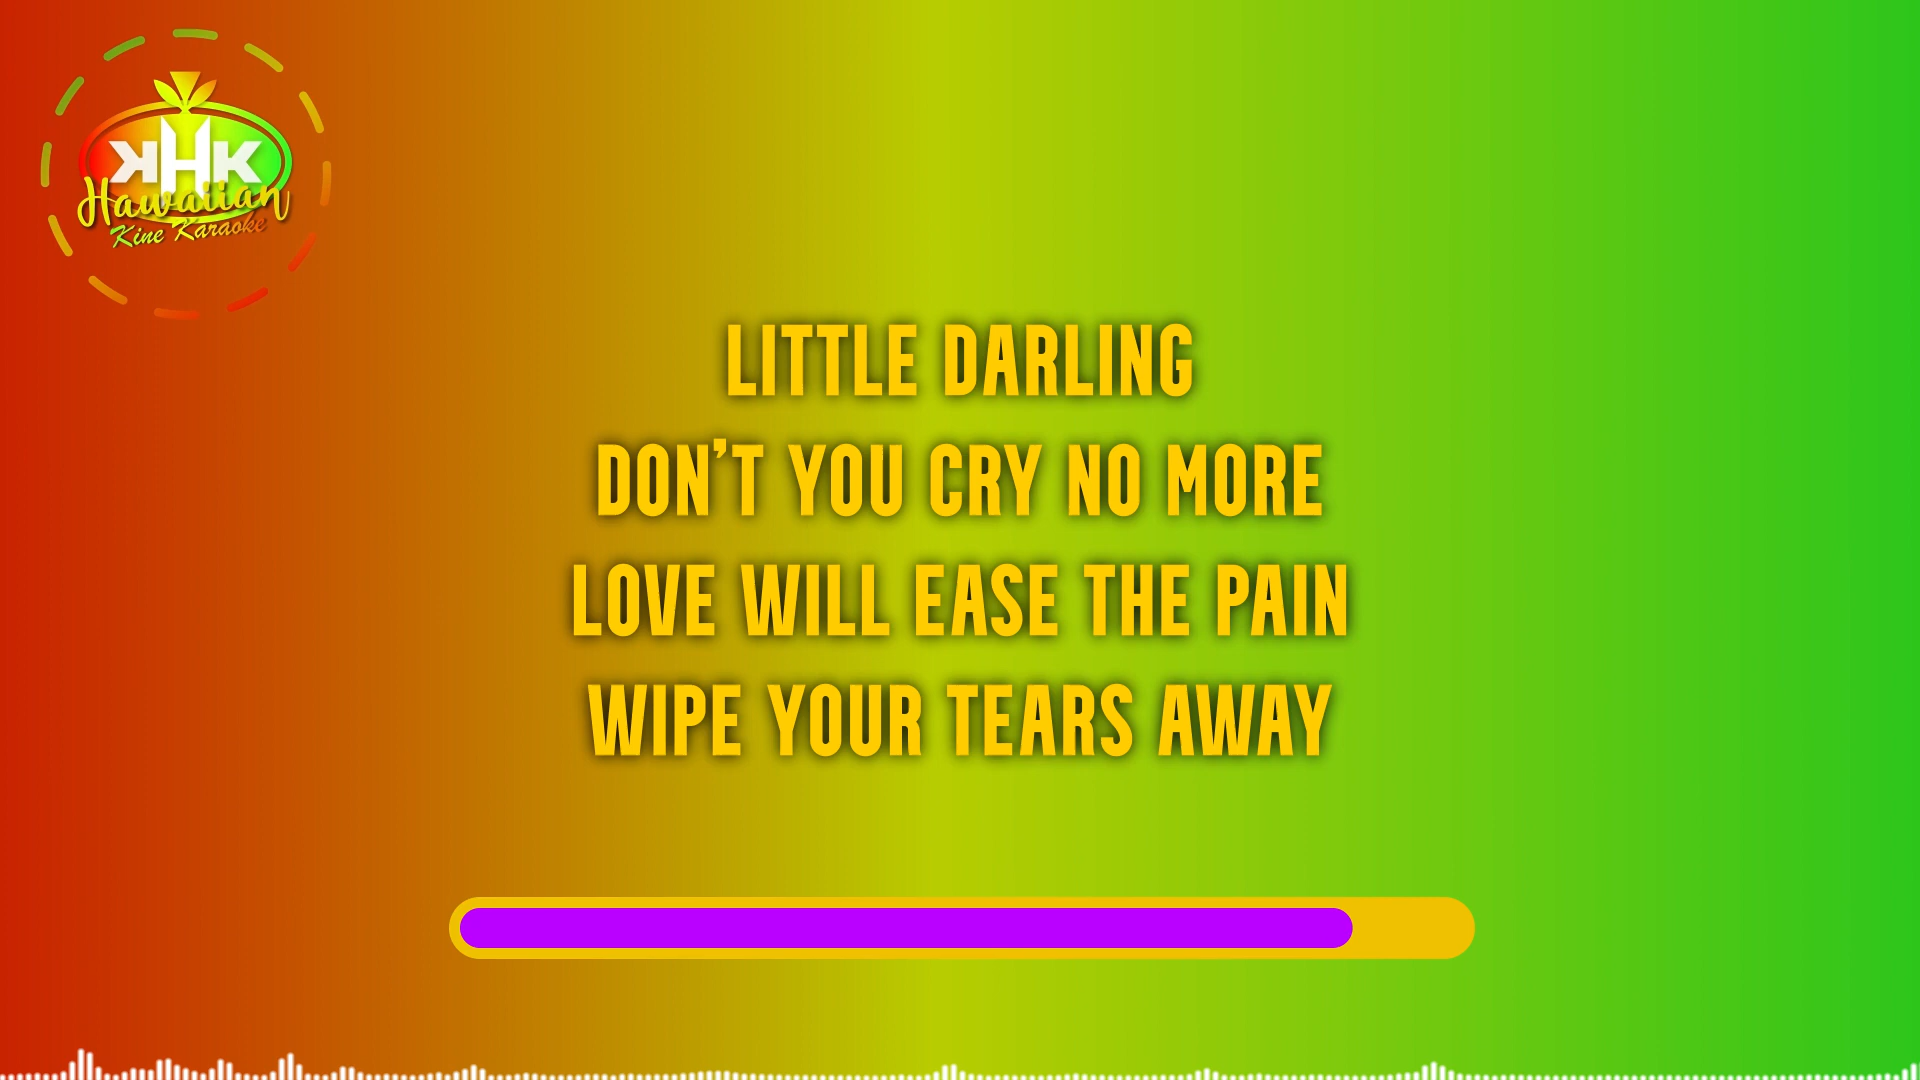 KHK
Hawaiian
Kine Karaoke
LITTLE DARLING
DON'T YOU CRY NO MORE
LOVE WILL EASE THE PAIN
WIPE YOUR TEARS AWAY